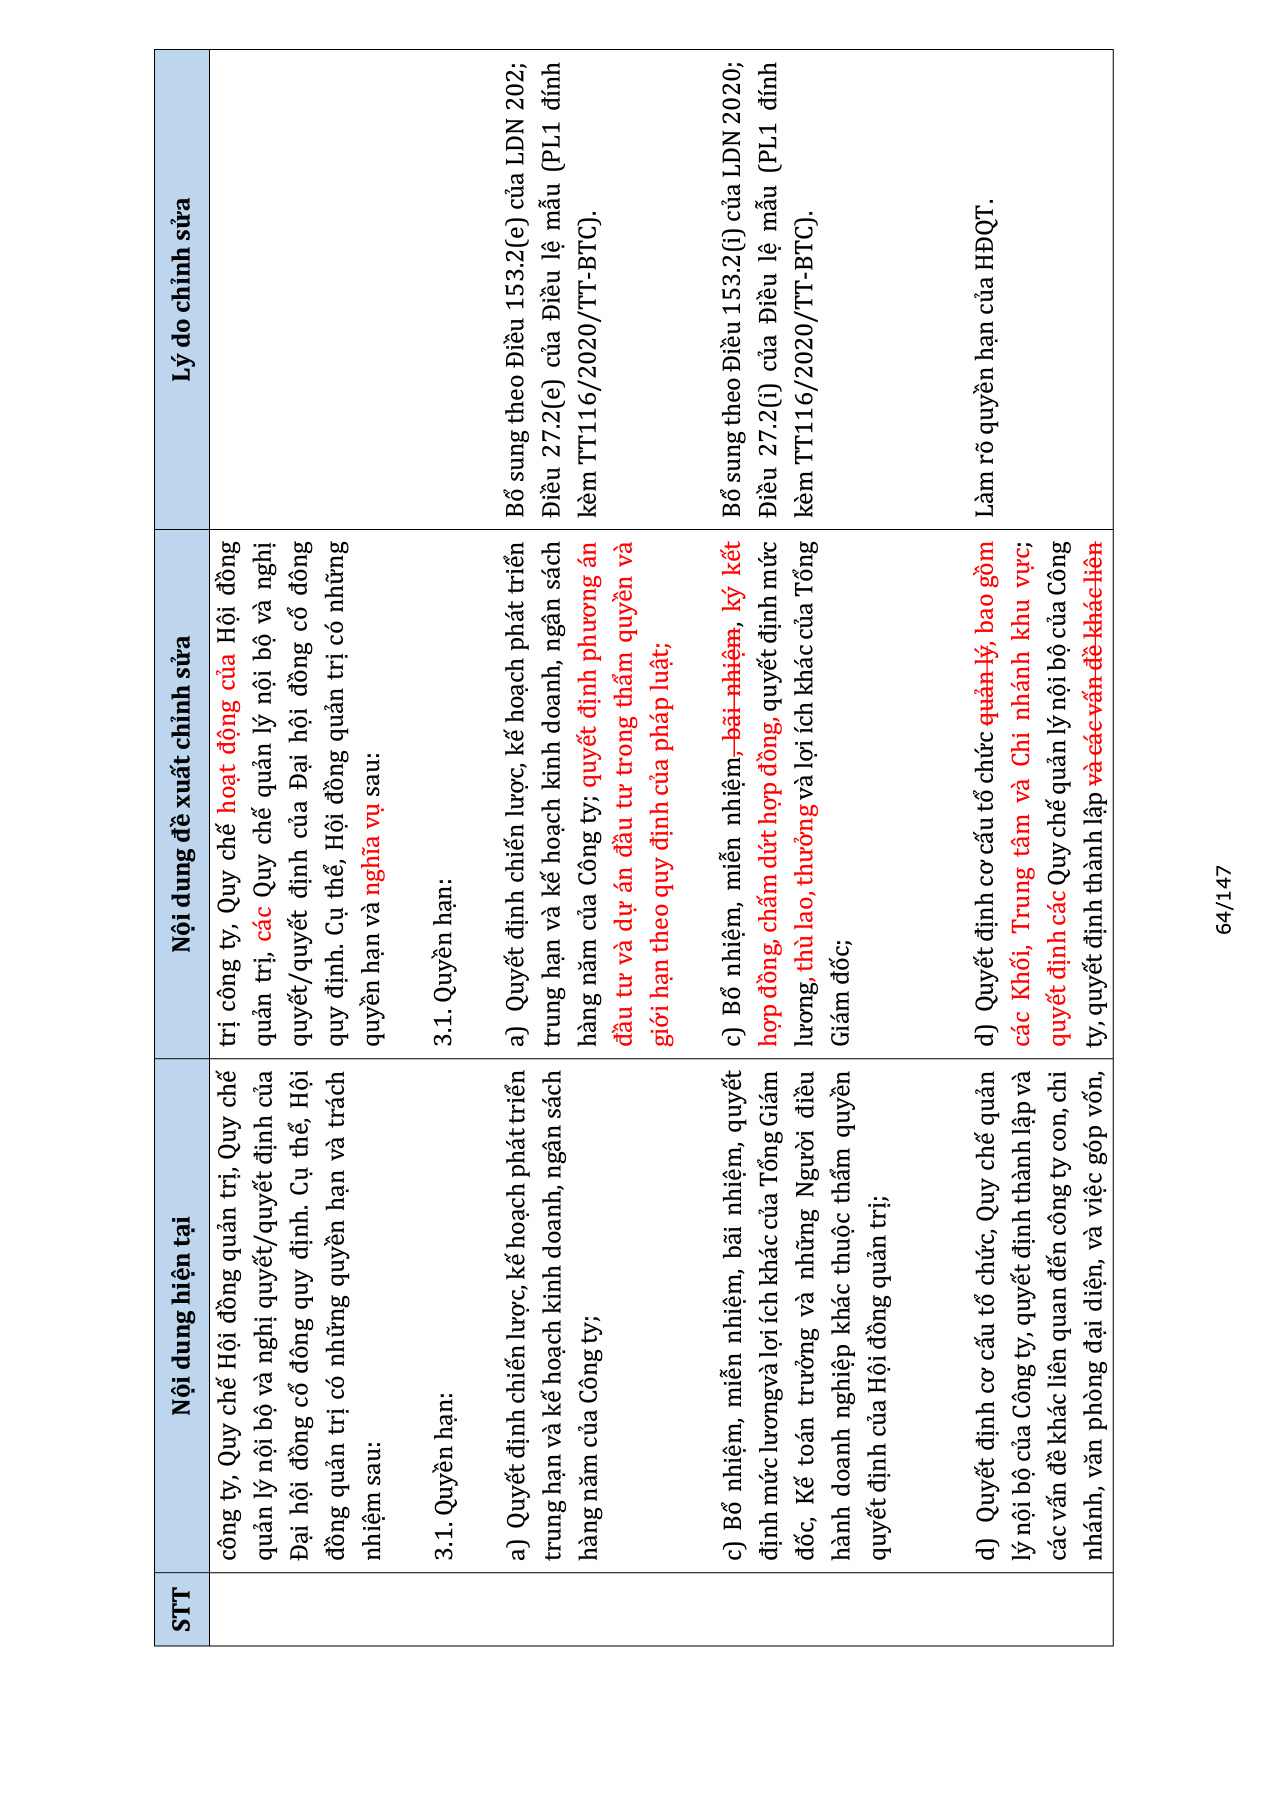 STT
Nội dung hiện tại
Nội dung đề xuất chỉnh sửa
Lý do chỉnh sửa
công ty, Quy chế Hội đồng quản trị, Quy chế
quản lý nội bộ và nghị quyết/quyết định của
Đại hội đồng cổ đông quy định. Cụ thể, Hội
đồng quản trị có những quyền hạn và trách
nhiệm sau:
3.1. Quyền hạn:
a) Quyết định chiến lược, kế hoạch phát triển
trung hạn và kế hoạch kinh doanh, ngân sách
hàng năm của Công ty;
c) Bổ nhiệm, miễn nhiệm, bãi nhiệm, quyết
định mức lươngvà lợi ích khác của Tổng Giám
đốc, Kế toán trưởng và những Người điều
hành doanh nghiệp khác thuộc thẩm quyền
quyết định của Hội đồng quản trị;
d) Quyết định cơ cấu tổ chức, Quy chế quản
lý nội bộ của Công ty, quyết định thành lập và
các vấn đề khác liên quan đến công ty con, chi
nhánh, văn phòng đại diện, và việc góp vốn,
trị công ty, Quy chế hoạt động của Hội đồng
quản trị, các Quy chế quản lý nội bộ và nghị
quyết/quyết định của Đại hội đồng cổ đông
quy định. Cụ thể, Hội đồng quản trị có những
quyền hạn và nghĩa vụ sau:
3.1. Quyền hạn:
a) Quyết định chiến lược, kế hoạch phát triển
trung hạn và kế hoạch kinh doanh, ngân sách
hàng năm của Công ty; quyết định phương án
đầu tư và dự án đầu tư trong thẩm quyền và
giới hạn theo quy định của pháp luật;
c) Bổ nhiệm, miễn nhiệm, bãi nhiệm, ký kết
hợp đồng, chấm dứt hợp đồng, quyết định mức
lương, thù lao, thưởng và lợi ích khác của Tổng
Giám đốc;
d) Quyết định cơ cấu tổ chức quản lý, bao gồm
các Khối, Trung tâm và Chi nhánh khu vực;
quyết định các Quy chế quản lý nội bộ của Công
ty, quyết định thành lập và các vấn đề khác liên
Bổ sung theo Điều 153.2(e) của LDN 202;
Điều 27.2(e) của Điều lệ mẫu (PL1 đính
kèm TT116/2020/TT-BTC).
Bổ sung theo Điều 153.2(i) của LDN 2020;
Điều 27.2(i) của Điều lệ mẫu (PL1 đính
kèm TT116/2020/TT-BTC).
Làm rõ quyền hạn của HĐQT.
64/147